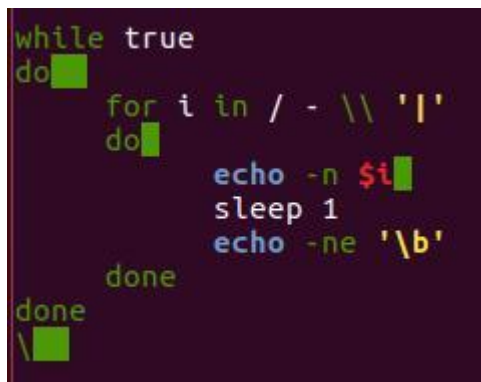 while true
do
for i in / - \\ '|'
do
echo -n $i
sleep 1
echo -ne '\b'
done
done
\